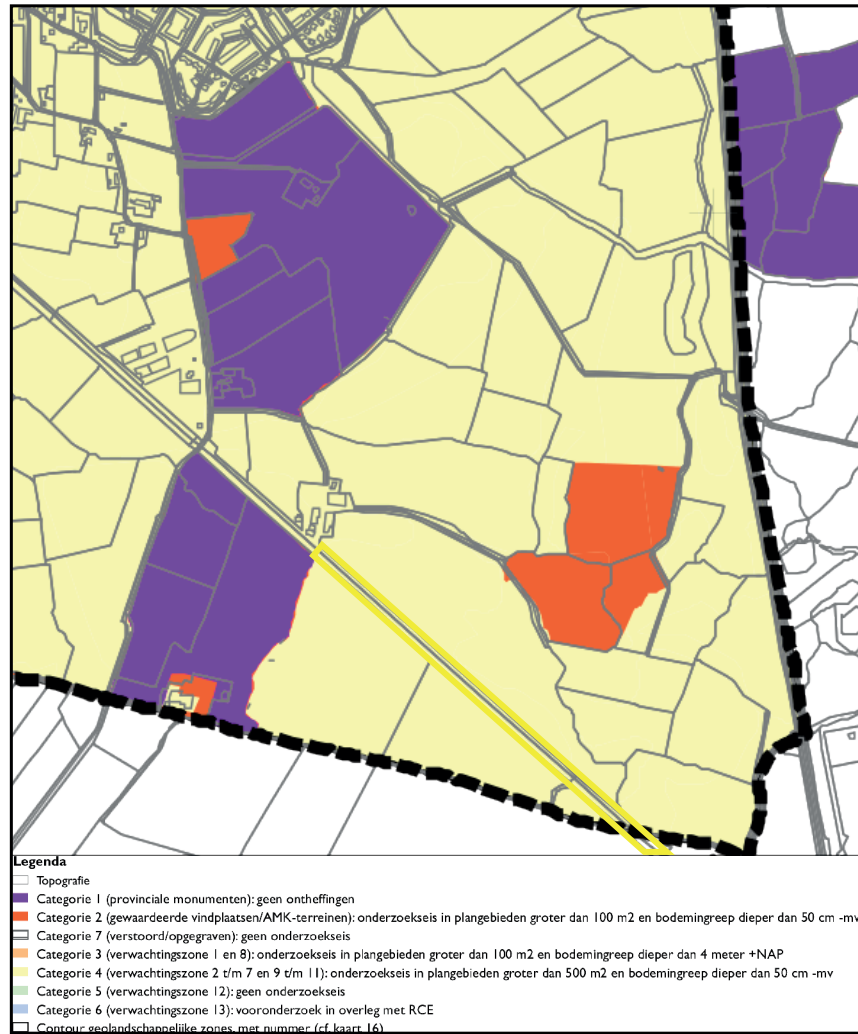 Legenda
Topografie
Categorie 1 (provinciale monumenten): geen ontheffingen
Categorie 2 (gewaardeerde vindplaatsen/AMK-terreinen): onderzoekseis in plangebieden groter dan 100 m2 en bodemingreep dieper dan 50 cm -mv
Categorie 7 (verstoord/opgegraven): geen onderzoekseis
Categorie 3 (verwachtingszone 1 en 8): onderzoekseis in plangebieden groter dan 100 m2 en bodemingreep dieper dan 4 meter +NAP
Categorie 4 (verwachtingszone 2 t/m 7 en 9 t/m 11): onderzoekseis in plangebieden groter dan 500 m2 en bodemingreep dieper dan 50 cm -mv
Categorie 5 (verwachtingszone 12): geen onderzoekseis
Categorie 6 (verwachtingszone 13): vooronderzoek in overleg met RCE
Contour geolandschappelijke zones, met nummer (cf. kaart 16)